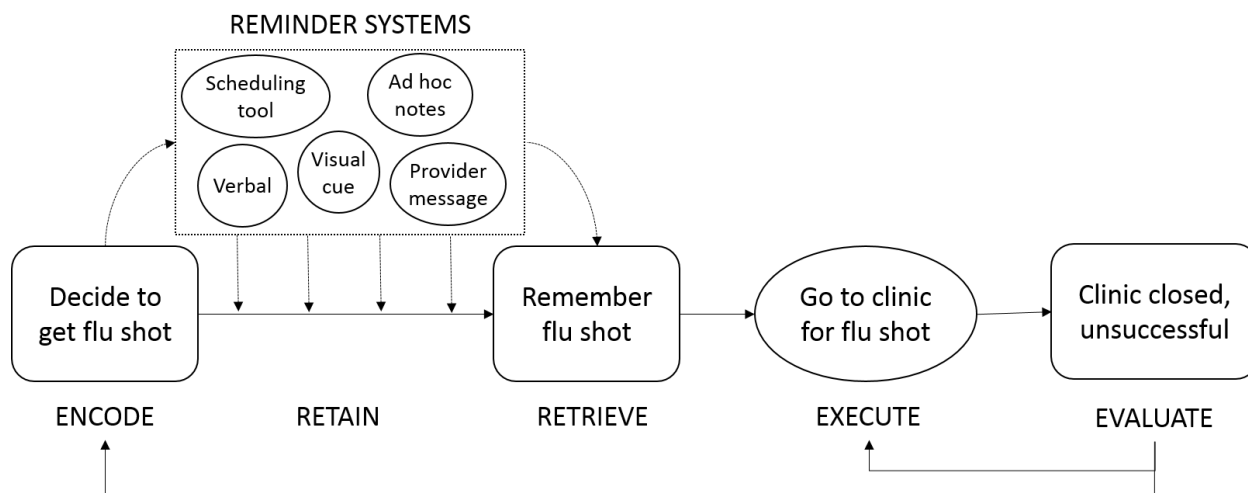 REMINDER SYSTEMS
Scheduling
tool
Ad hoc
notes
Verbal
Visual
cue
Provider
message
Decide to
get flu shot
Remember
flu shot
Go to clinic
for flu shot
Clinic closed,
unsuccessful
ENCODE
RETAIN
RETRIEVE
EXECUTE
EVALUATE